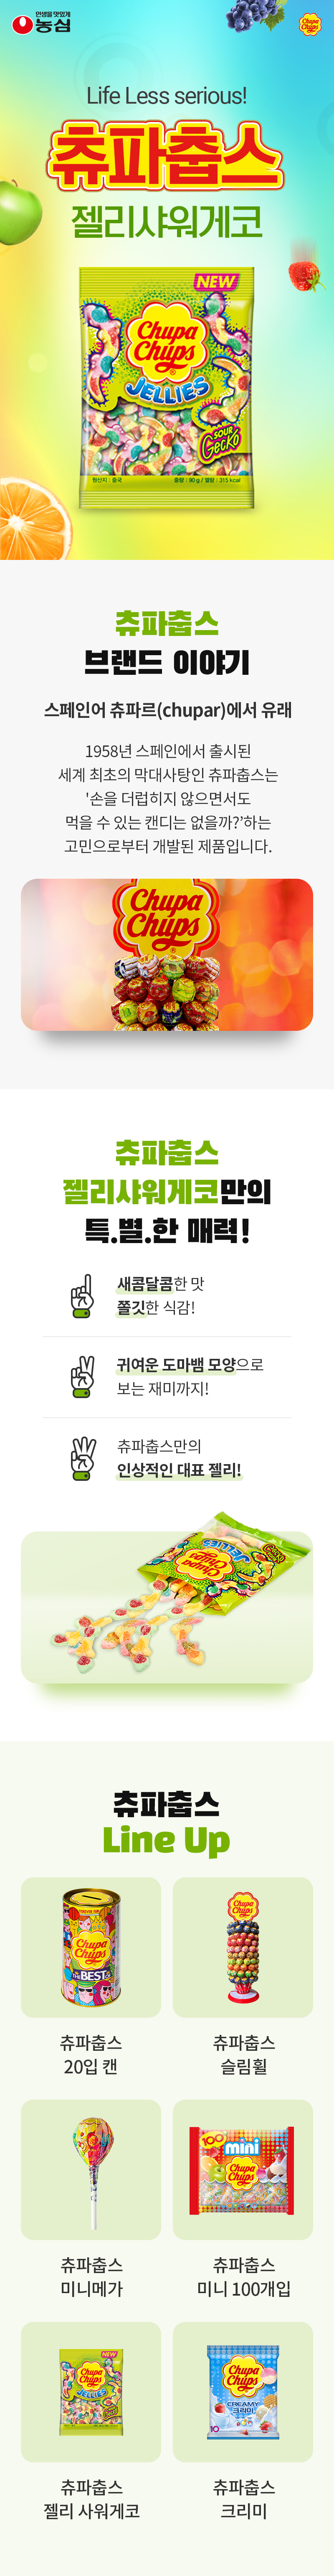 인생을 맛있게
농심
Chupa Chups
Life Less serious!
츄파춥스
젤리샤워게코
NEW
Chupa
Chups
JELLIES
SOUR
GECKO
원산지 : 중국
중량 : 90 g / 열량 : 315 kcal
츄파춥스
브랜드 이야기
스페인어 츄파르(chupar)에서 유래
1958년 스페인에서 출시된
세계 최초의 막대사탕인 츄파춥스는
'손을 더럽히지 않으면서도
먹을 수 있는 캔디는 없을까?'하는
고민으로부터 개발된 제품입니다.
Chupa
Chups
츄파춥스
젤리샤워게코만의
특.별.한 매력!
새콤달콤한 맛
쫄깃한 식감!
귀여운 도마뱀 모양으로
보는 재미까지!
츄파춥스만의
인상적인 대표 젤리!
Chupa
Chups
JELLIES
츄파춥스
Line Up
Chupa
Chups
BEST
Chupa
Chups
츄파춥스
20입 캔
츄파춥스
슬림휠
100
mini
Chupa
Chups
츄파춥스
미니메가
츄파춥스
미니 100개입
NEW
Chupa
Chups
JELLIES
Chupa
Chups
CREAMY
크리미
10
츄파춥스
젤리 사워게코
츄파춥스
크리미